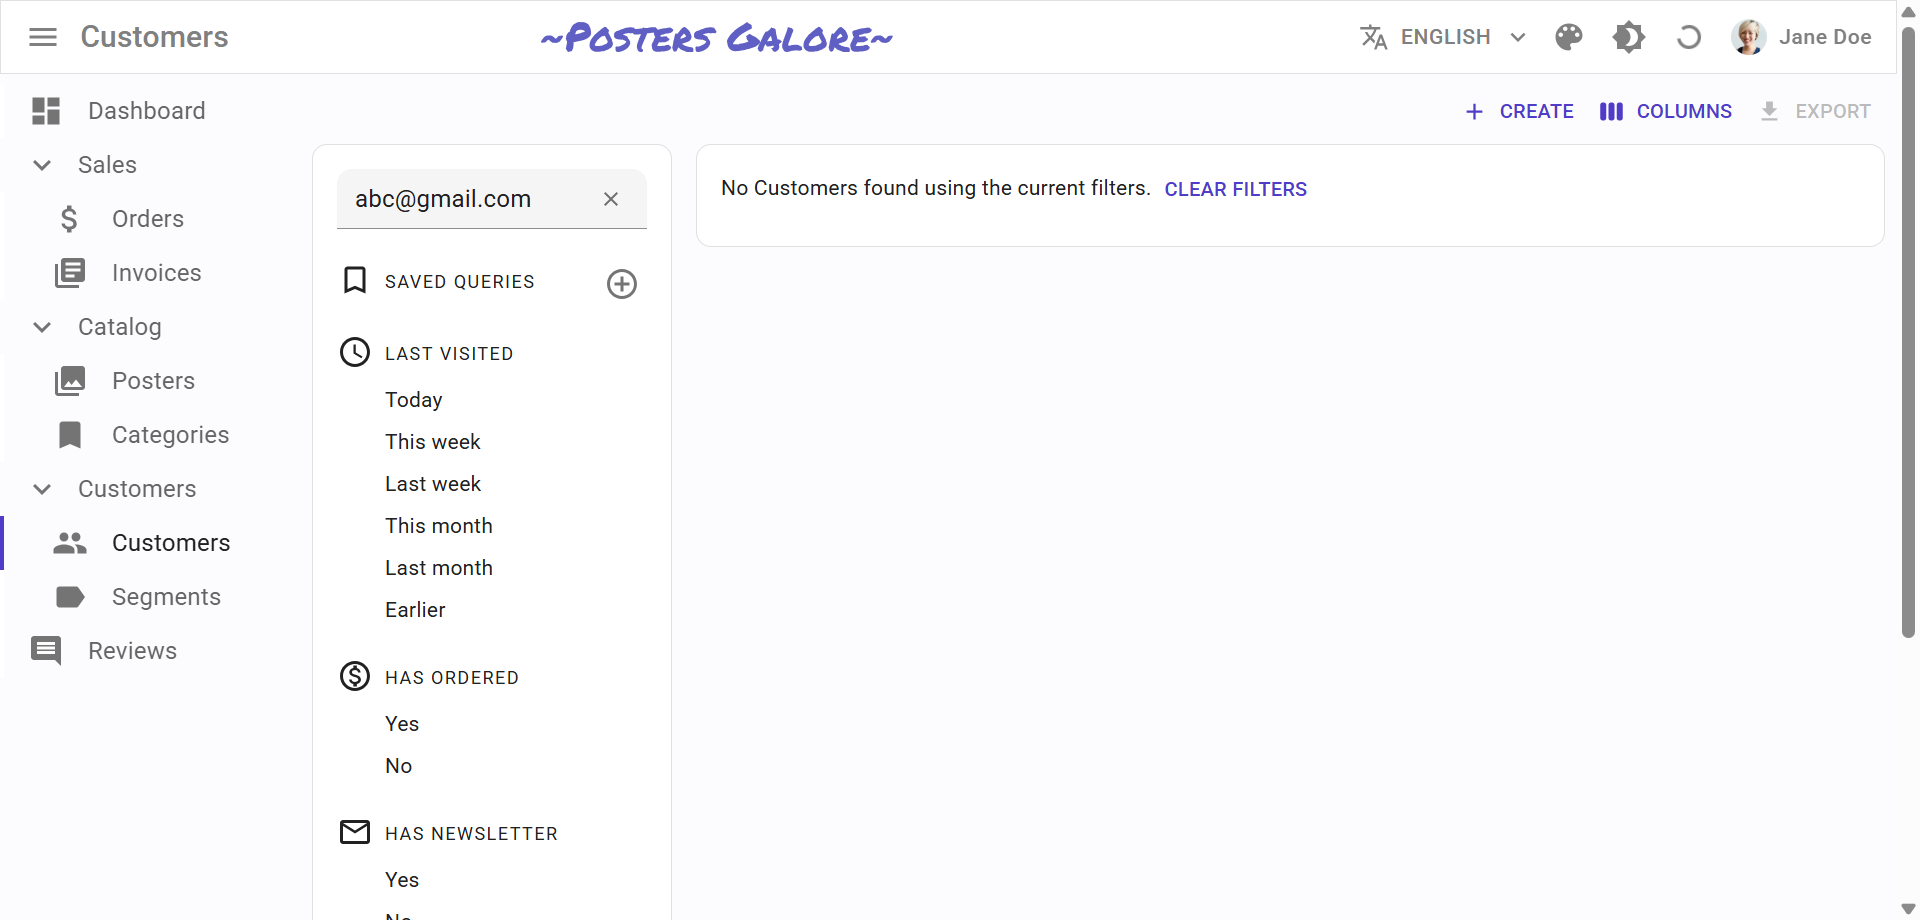 Customers
~Posters Galore~
ENGLISH
Jane Doe
Dashboard
Sales
Orders
Invoices
Catalog
Posters
Categories
Customers
Customers
Segments
Reviews
CREATE
COLUMNS
EXPORT
abc@gmail.com
SAVED QUERIES
LAST VISITED
Today
This week
Last week
This month
Last month
Earlier
HAS ORDERED
Yes
No
HAS NEWSLETTER
Yes
No
No Customers found using the current filters. CLEAR FILTERS